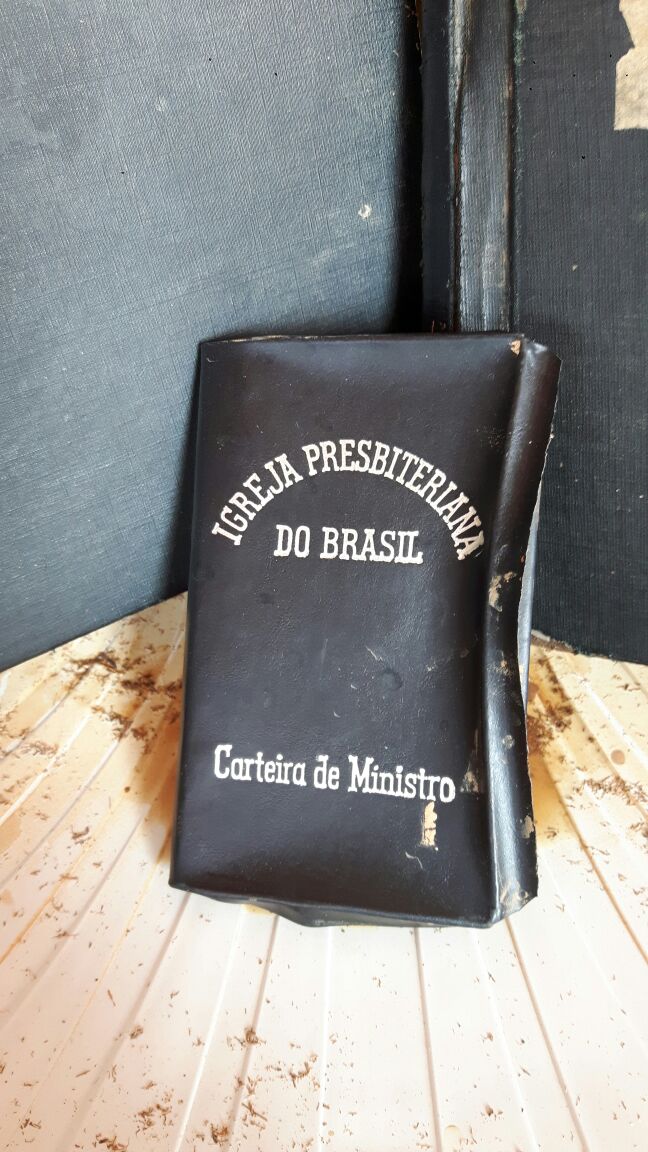 IGREJA PRESBITERIANA
DO BRASIL
Carteira de Ministro